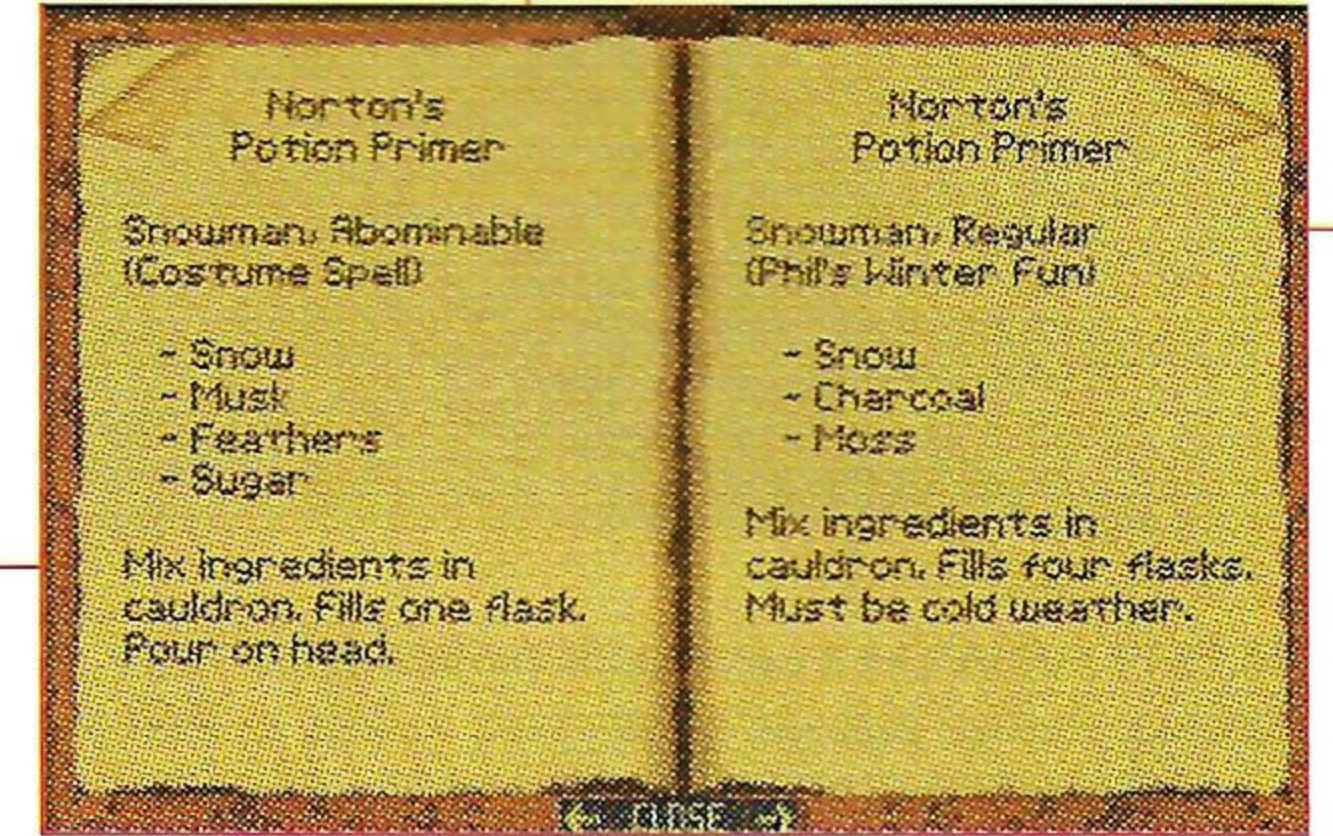 Norton's
Potion Primer
Snowman, Abominable
(Costume Spell)
- Snow
- Musk
- Feathers
- Sugar
Mix ingredients in
cauldron. Fills one flask.
Pour on head.
Norton's
Potion Primer
Snowman, Regular
(Phil's Winter Fun)
- Snow
- Charcoal
- Moss
Mix ingredients in
cauldron. Fills four flasks.
Must be cold weather.
← CLOSE →